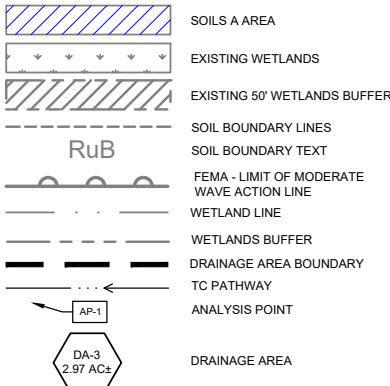 SOILS A AREA
EXISTING WETLANDS
EXISTING 50' WETLANDS BUFFER
SOIL BOUNDARY LINES
RuB SOIL BOUNDARY TEXT
FEMA - LIMIT OF MODERATE
WAVE ACTION LINE
WETLAND LINE
WETLANDS BUFFER
DRAINAGE AREA BOUNDARY
TC PATHWAY
AP-1 ANALYSIS POINT
DA-3
2.97 AC±
DRAINAGE AREA